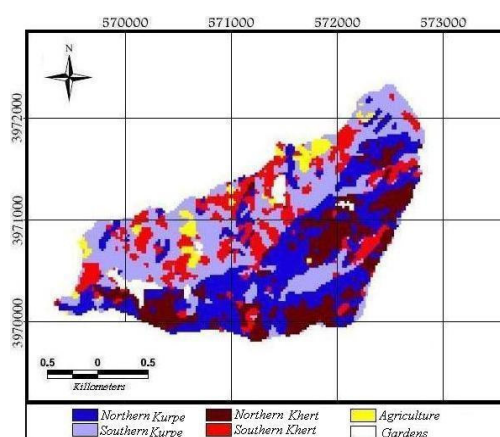 570000 571000 572000 573000
N
3972000
3971000
3970000
0.5 0 0.5
Killometers
Northern Kurpe Northern Khert Agriculture
Southern Kurpe Southern Khert Gardens